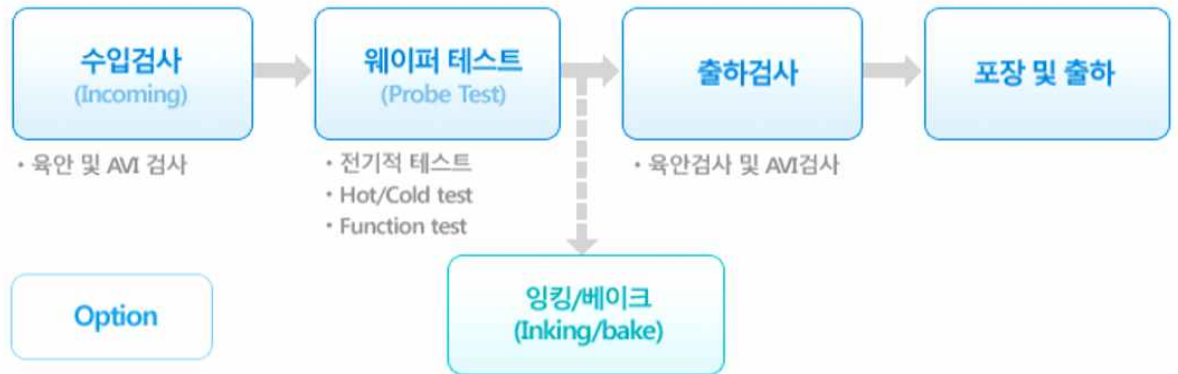 수입검사
(Incoming)
웨이퍼 테스트
(Probe Test)
출하검사
포장 및 출하
• 육안 및 AVI 검사
• 전기적 테스트
• Hot/Cold test
• Function test
• 육안검사 및 AVI검사
Option
잉킹/베이크
(Inking/bake)